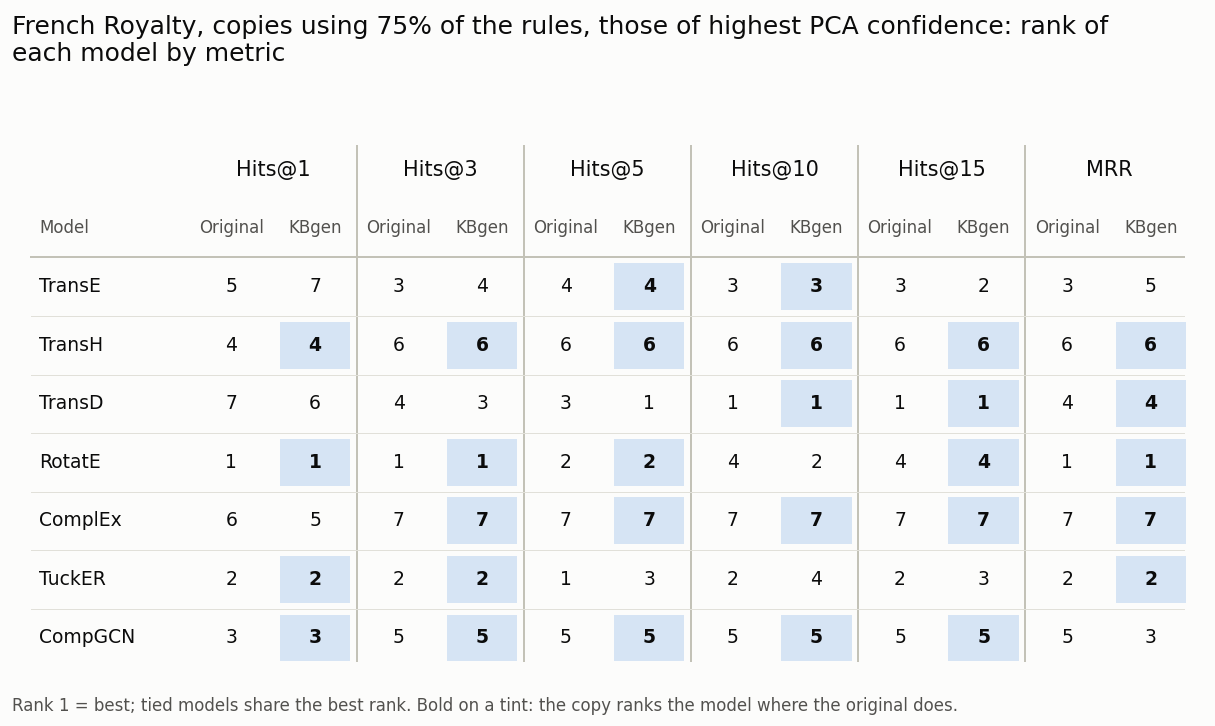 French Royalty, copies using 75% of the rules, those of highest PCA confidence: rank of
each model by metric
Hits@1 Hits@3 Hits@5 Hits@10 Hits@15 MRR
Model Original KBgen Original KBgen Original KBgen Original KBgen Original KBgen Original KBgen
TransE 5 7 3 4 4 4 3 3 3 2 3 5
TransH 4 4 6 6 6 6 6 6 6 6 6 6
TransD 7 6 4 3 3 1 1 1 1 1 4 4
RotatE 1 1 1 1 2 2 4 2 4 4 1 1
ComplEx 6 5 7 7 7 7 7 7 7 7 7 7
TuckER 2 2 2 2 1 3 2 4 2 3 2 2
CompGCN 3 3 5 5 5 5 5 5 5 5 5 3
Rank 1 = best; tied models share the best rank. Bold on a tint: the copy ranks the model where the original does.